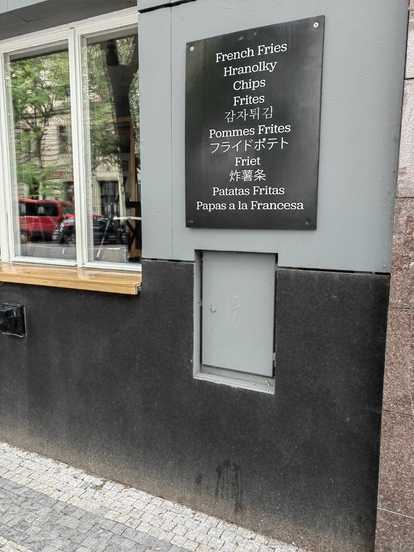 French Fries
Hranolky
Chips
Frites
감자튀김
Pommes Frites
フライドポテト
Friet
炸薯条
Patatas Fritas
Papas a la Francesa